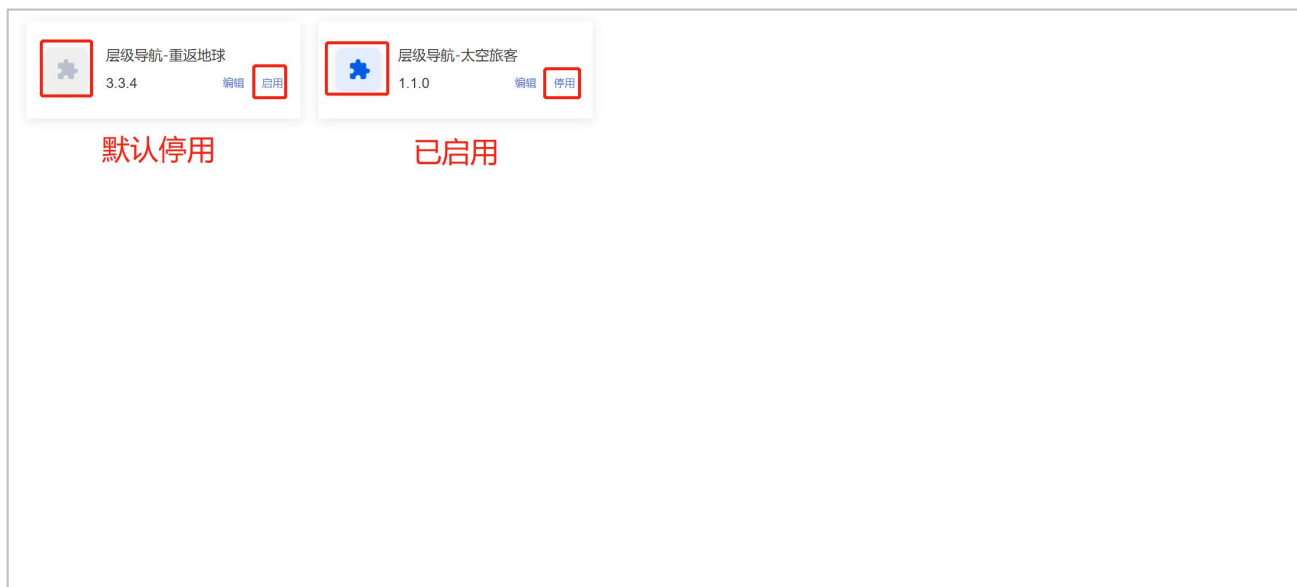 层级导航-重返地球
3.3.4 编辑 启用
层级导航-太空旅客
1.1.0 编辑 停用
默认停用
已启用